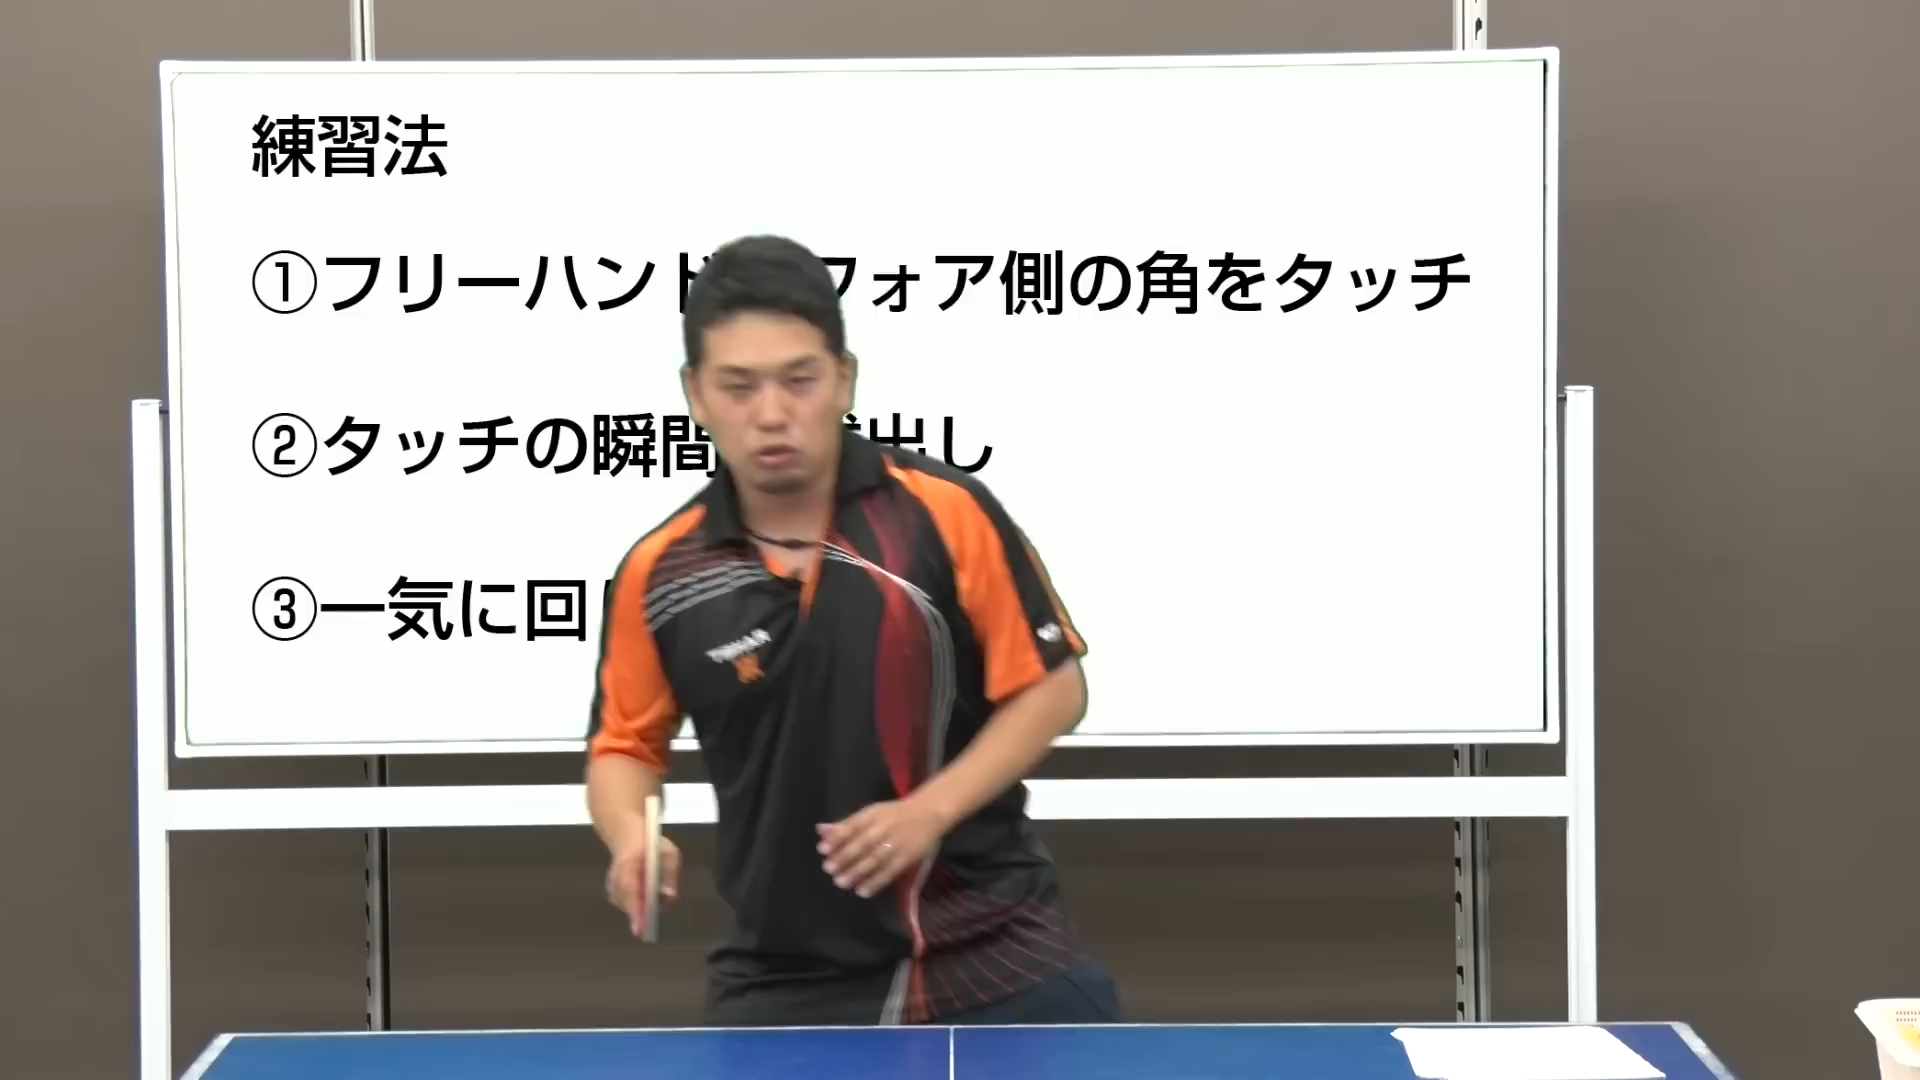 練習法
①フリーハンド フォア側の角をタッチ
②タッチの瞬間 出し
③一気に回